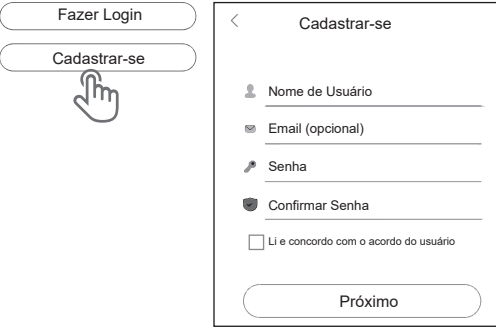 Fazer Login
Cadastrar-se
Cadastrar-se
Nome de Usuário
Email (opcional)
Senha
Confirmar Senha
Li e concordo com o acordo do usuário
Próximo